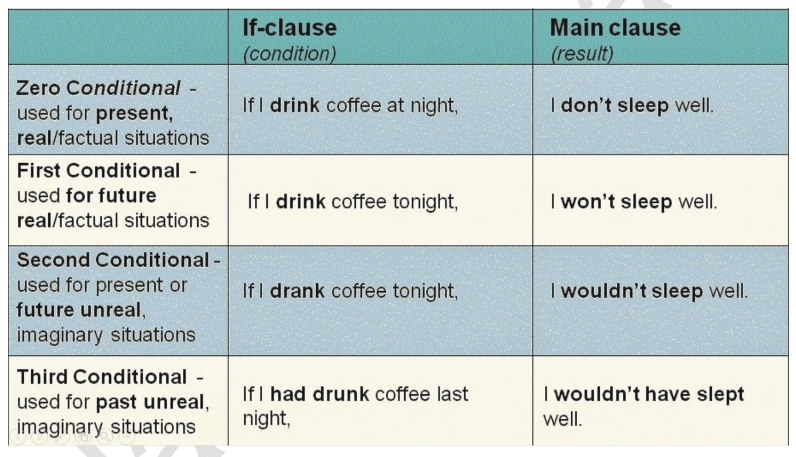 If-clause
(condition)
Main clause
(result)
Zero Conditional -
used for present,
real/factual situations
If I drink coffee at night,
I don't sleep well.
First Conditional -
used for future
real/factual situations
If I drink coffee tonight,
I won't sleep well.
Second Conditional -
used for present or
future unreal,
imaginary situations
If I drank coffee tonight,
I wouldn't sleep well.
Third Conditional -
used for past unreal,
imaginary situations
If I had drunk coffee last
night,
I wouldn't have slept
well.